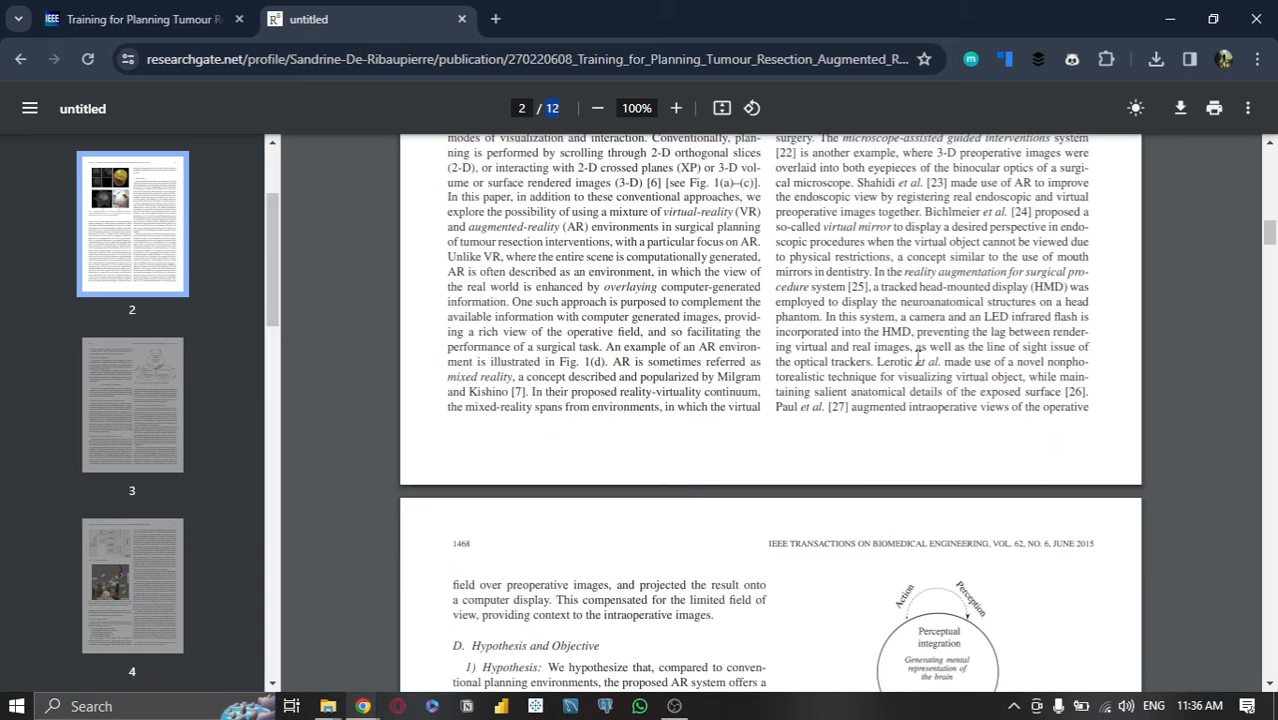 Training for Planning Tumour R
untitled
researchgate.net/profile/Sandrine-De-Ribaupierre/publication/270220608_Training_for_Planning_Tumour_Resection_Augmented_R...
untitled
2 / 12
100%
2
3
4
modes of visualization and interaction. Conventionally, plan-
ning is performed by scrolling through 2-D orthogonal slices
(2-D), or interacting with 2-D crossed planes (XP) or 3-D vol-
ume or surface rendered images (3-D) [6] [see Fig. 1(a)–(c)].
In this paper, in addition to these conventional approaches, we
explore the possibility of using a mixture of virtual-reality (VR)
and augmented-reality (AR) environments in surgical planning
of tumour resection interventions, with a particular focus on AR.
Unlike VR, where the entire scene is computationally generated,
AR is often described as an environment, in which the view of
the real world is enhanced by overlaying computer-generated
information. One such approach is purposed to complement the
available information with computer generated images, provid-
ing a rich view of the operative field, and so facilitating the
performance of a surgical task. An example of an AR environ-
ment is illustrated in Fig. 1(d). AR is sometimes referred as
mixed reality, a concept described and popularized by Milgram
and Kishino [7]. In their proposed reality-virtuality continuum,
the mixed-reality spans from environments, in which the virtual
surgery. The microscope-assisted guided interventions system
[22] is another example, where 3-D preoperative images were
overlaid into both eyepieces of the binocular optics of a surgi-
cal microscope. Shahidi et al. [23] made use of AR to improve
the endoscopic view by registering real endoscopic and virtual
preoperative images together. Bichlmeier et al. [24] proposed a
so-called virtual mirror to display a desired perspective in endo-
scopic procedures when the virtual object cannot be viewed due
to physical restrictions, a concept similar to the use of mouth
mirrors in dentistry. In the reality augmentation for surgical pro-
cedure system [25], a tracked head-mounted display (HMD) was
employed to display the neuroanatomical structures on a head
phantom. In this system, a camera and an LED infrared flash is
incorporated into the HMD, preventing the lag between render-
ing virtual and real images, as well as the line of sight issue of
the optical trackers. Lerotic et al. made use of a novel nonpho-
torealistic technique for visualizing virtual object, while main-
taining salient anatomical details of the exposed surface [26].
Paul et al. [27] augmented intraoperative views of the operative
1468
IEEE TRANSACTIONS ON BIOMEDICAL ENGINEERING, VOL. 62, NO. 6, JUNE 2015
field over preoperative images, and projected the result onto
a computer display. This compensated for the limited field of
view, providing context to the intraoperative images.
D. Hypothesis and Objective
1) Hypothesis: We hypothesize that, compared to conven-
tional planning environments, the proposed AR system offers a
Action
Perception
Perceptual
integration
Generating mental
representation of
the brain
Search
ENG
11:36 AM